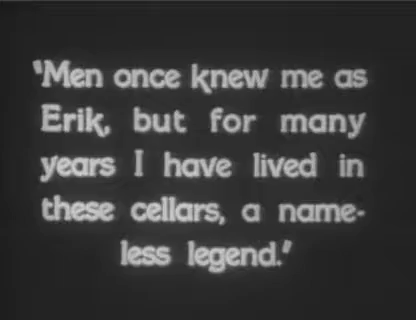 "Men once knew me as
Erik, but for many
years I have lived in
these cellars, a name-
less legend."